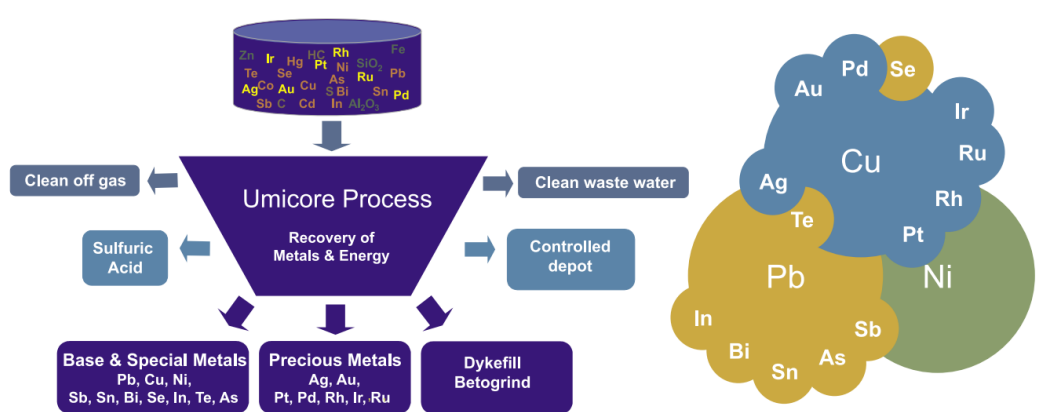 Zn Ir HC Rh Fe
Hg Pt SiO₂
Te Se Ni Ru Pb
Ag Co Au Cu As
S Bi Sn Pd
Sb C Cd In Al₂O₃
Clean off gas
Umicore Process
Clean waste water
Recovery of
Metals & Energy
Sulfuric
Acid
Controlled
depot
Base & Special Metals
Pb, Cu, Ni,
Sb, Sn, Bi, Se, In, Te, As
Precious Metals
Ag, Au,
Pt, Pd, Rh, Ir, Ru
Dykefill
Betogrind
Pd Se
Au
Ir
Cu
Ru
Ag
Rh
Te
Pt
Pb
Ni
In
Sb
Bi
As
Sn